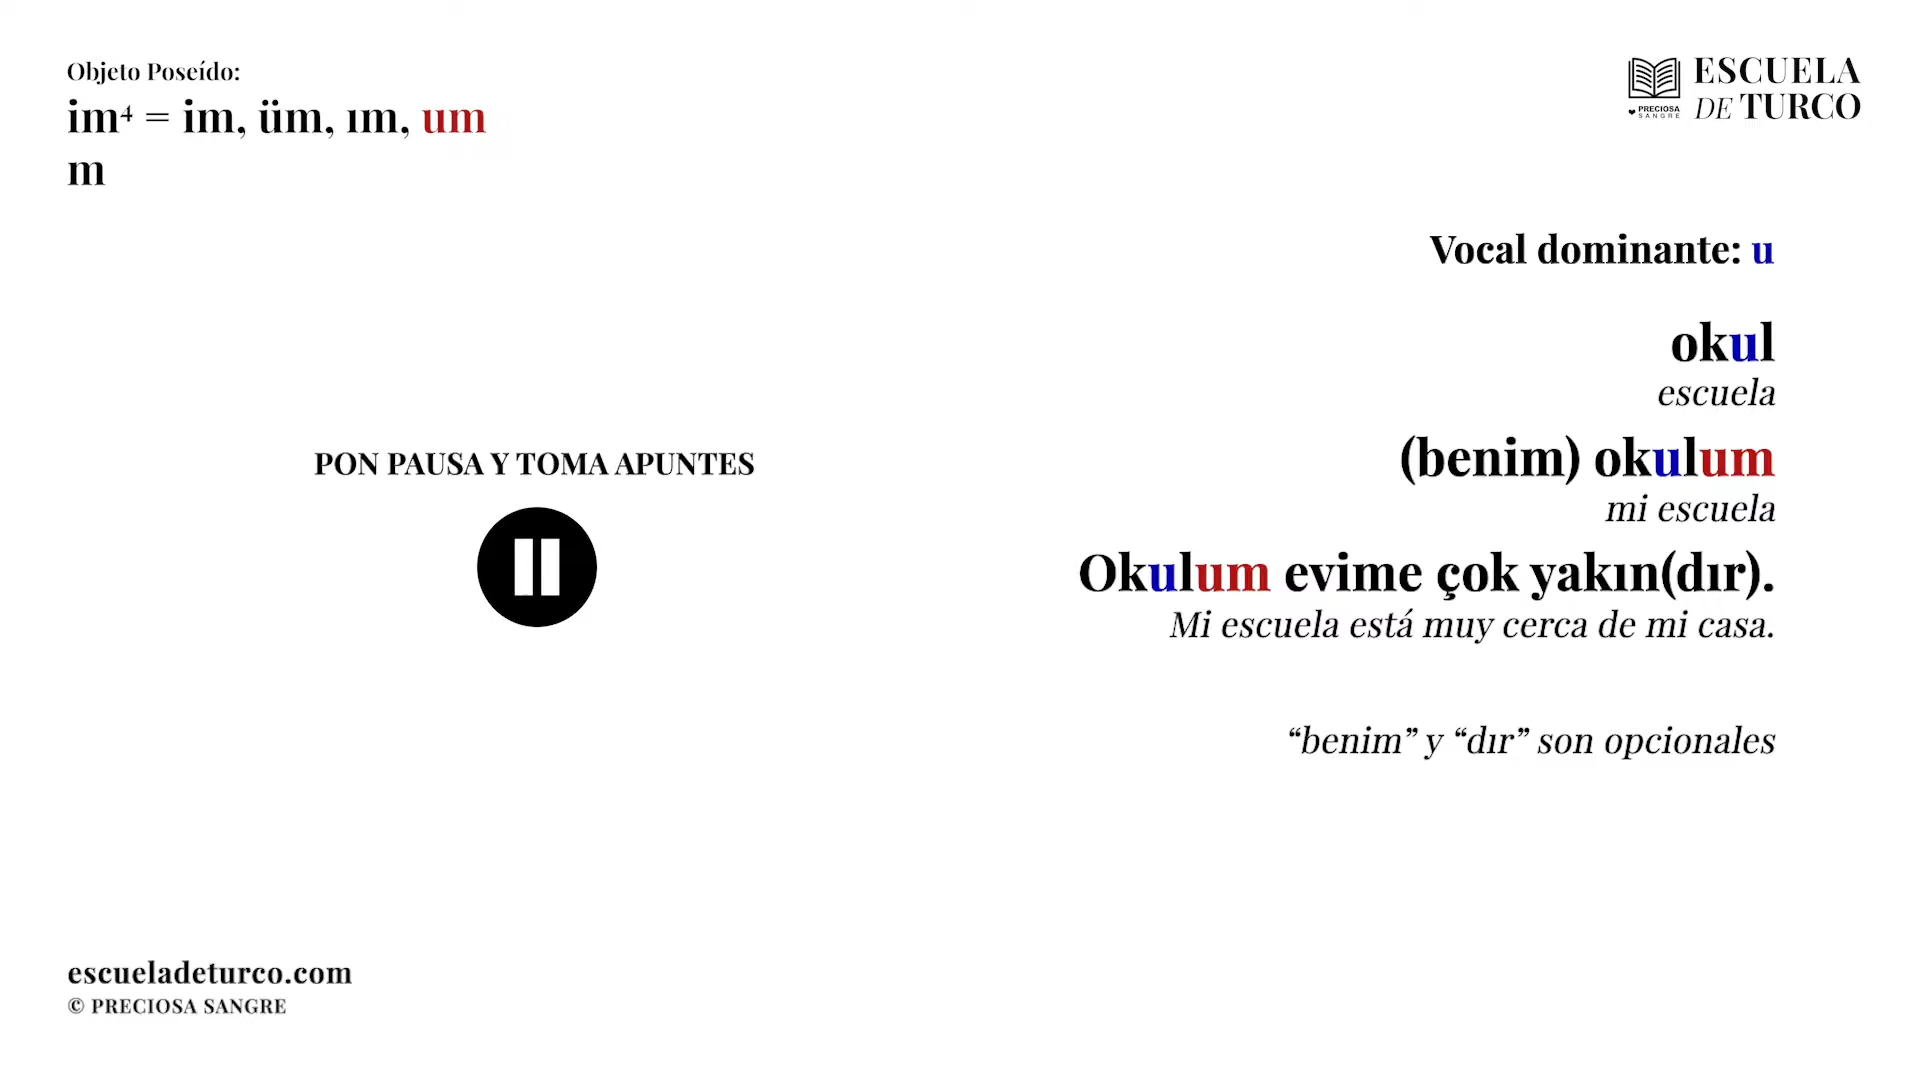 Objeto Poseído:
im⁴ = im, üm, ım, um
m
ESCUELA
DE TURCO
PRECIOSA
SANGRE
Vocal dominante: u
okul
escuela
(benim) okulum
mi escuela
Okulum evime çok yakın(dır).
Mi escuela está muy cerca de mi casa.
“benim” y “dır” son opcionales
PON PAUSA Y TOMA APUNTES
escueladeturco.com
© PRECIOSA SANGRE